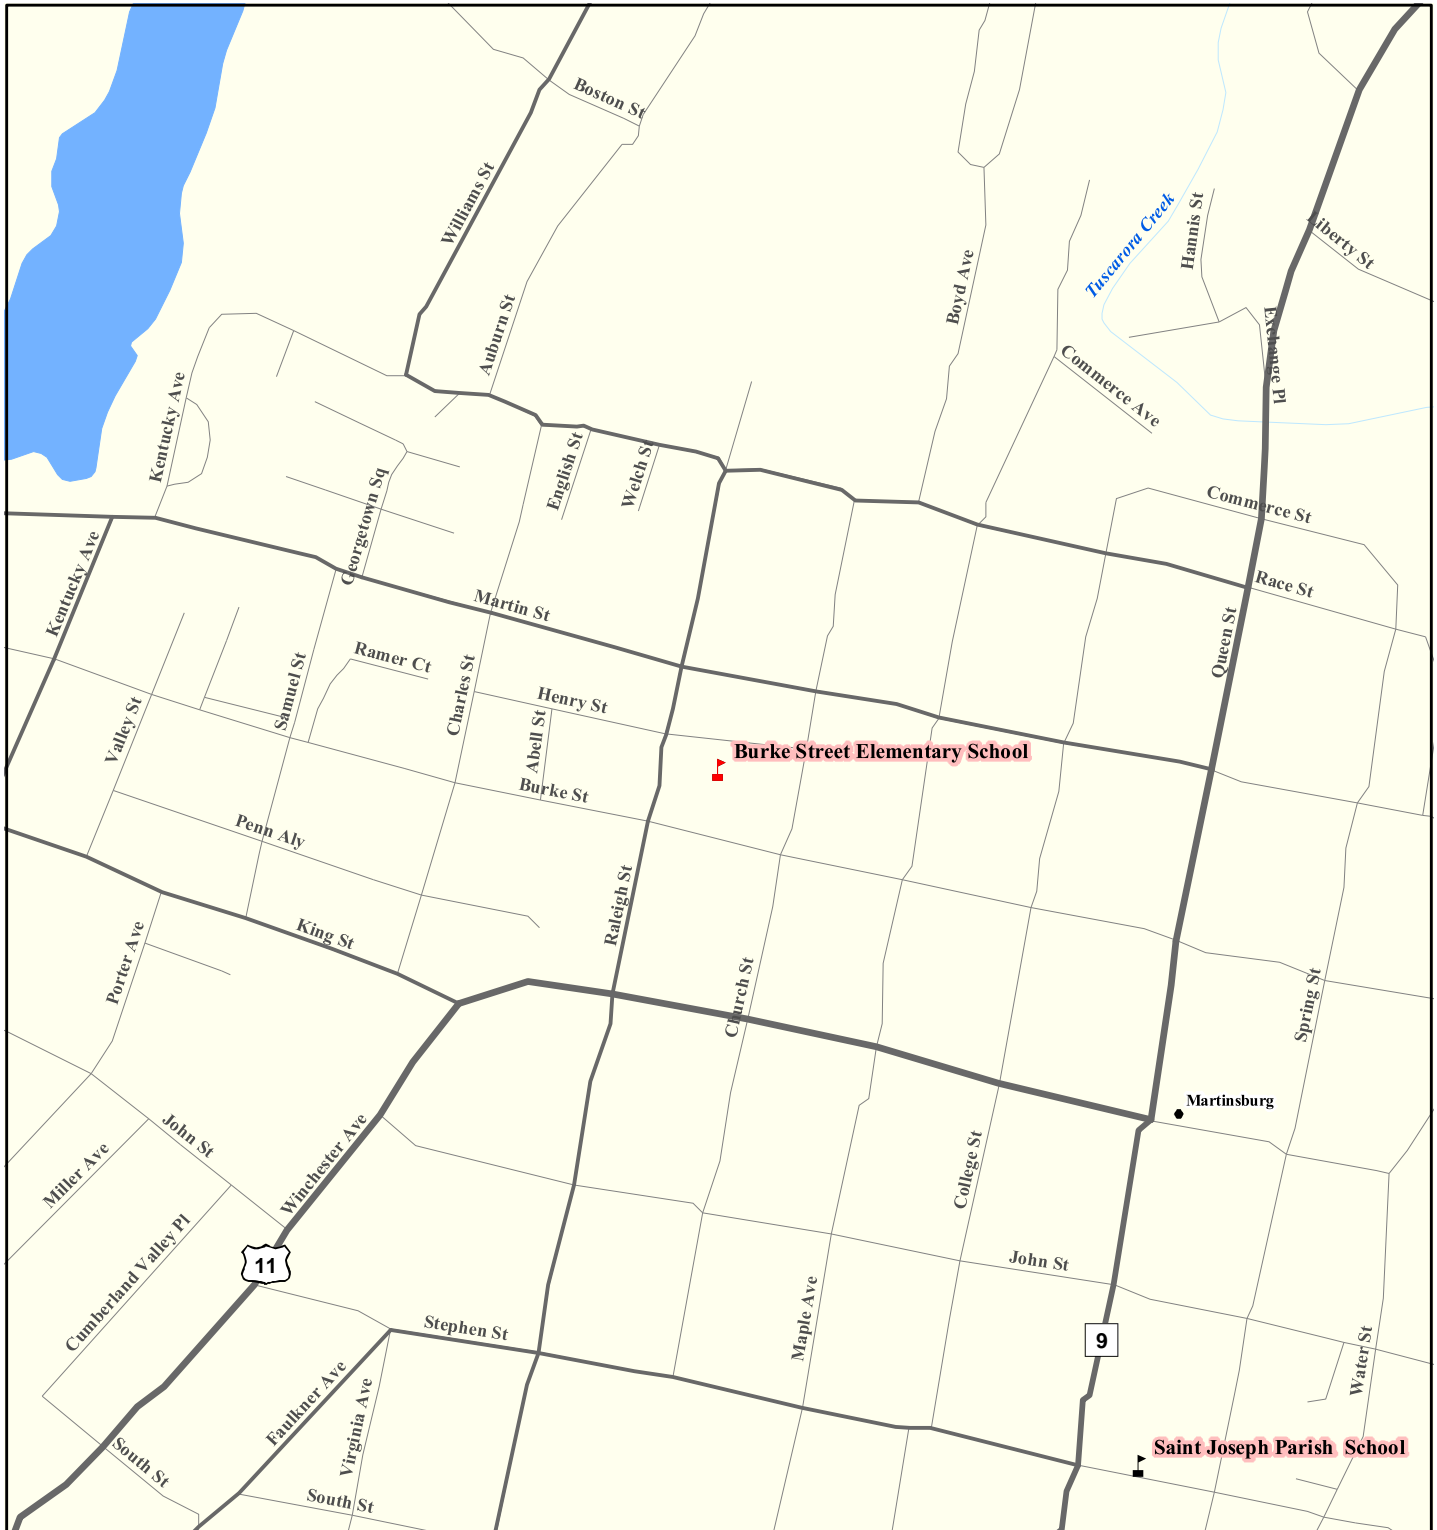 Boston St
Williams St
Tuscarora Creek
Hannis St
Liberty St
Boyd Ave
Auburn St
Exchange Pl
Commerce Ave
Kentucky Ave
English St
Welch St
Georgetown Sq
Commerce St
Kentucky Ave
Race St
Martin St
Queen St
Ramer Ct
Samuel St
Charles St
Henry St
Valley St
Abell St
Burke Street Elementary School
Burke St
Penn Aly
Raleigh St
King St
Porter Ave
Church St
Spring St
Martinsburg
John St
Miller Ave
Winchester Ave
College St
Cumberland Valley Pl
11
John St
Maple Ave
Stephen St
9
Water St
Faulkner Ave
Virginia Ave
South St
Saint Joseph Parish School
South St